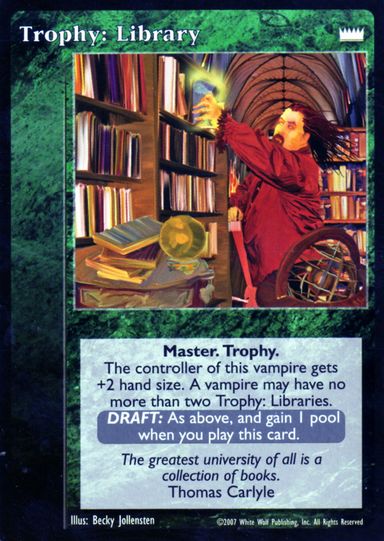 Trophy: Library
Master. Trophy.
The controller of this vampire gets
+2 hand size. A vampire may have no
more than two Trophy: Libraries.
DRAFT: As above, and gain 1 pool
when you play this card.
The greatest university of all is a
collection of books.
Thomas Carlyle
Illus: Becky Jollensten
©2007 White Wolf Publishing, Inc. All Rights Reserved